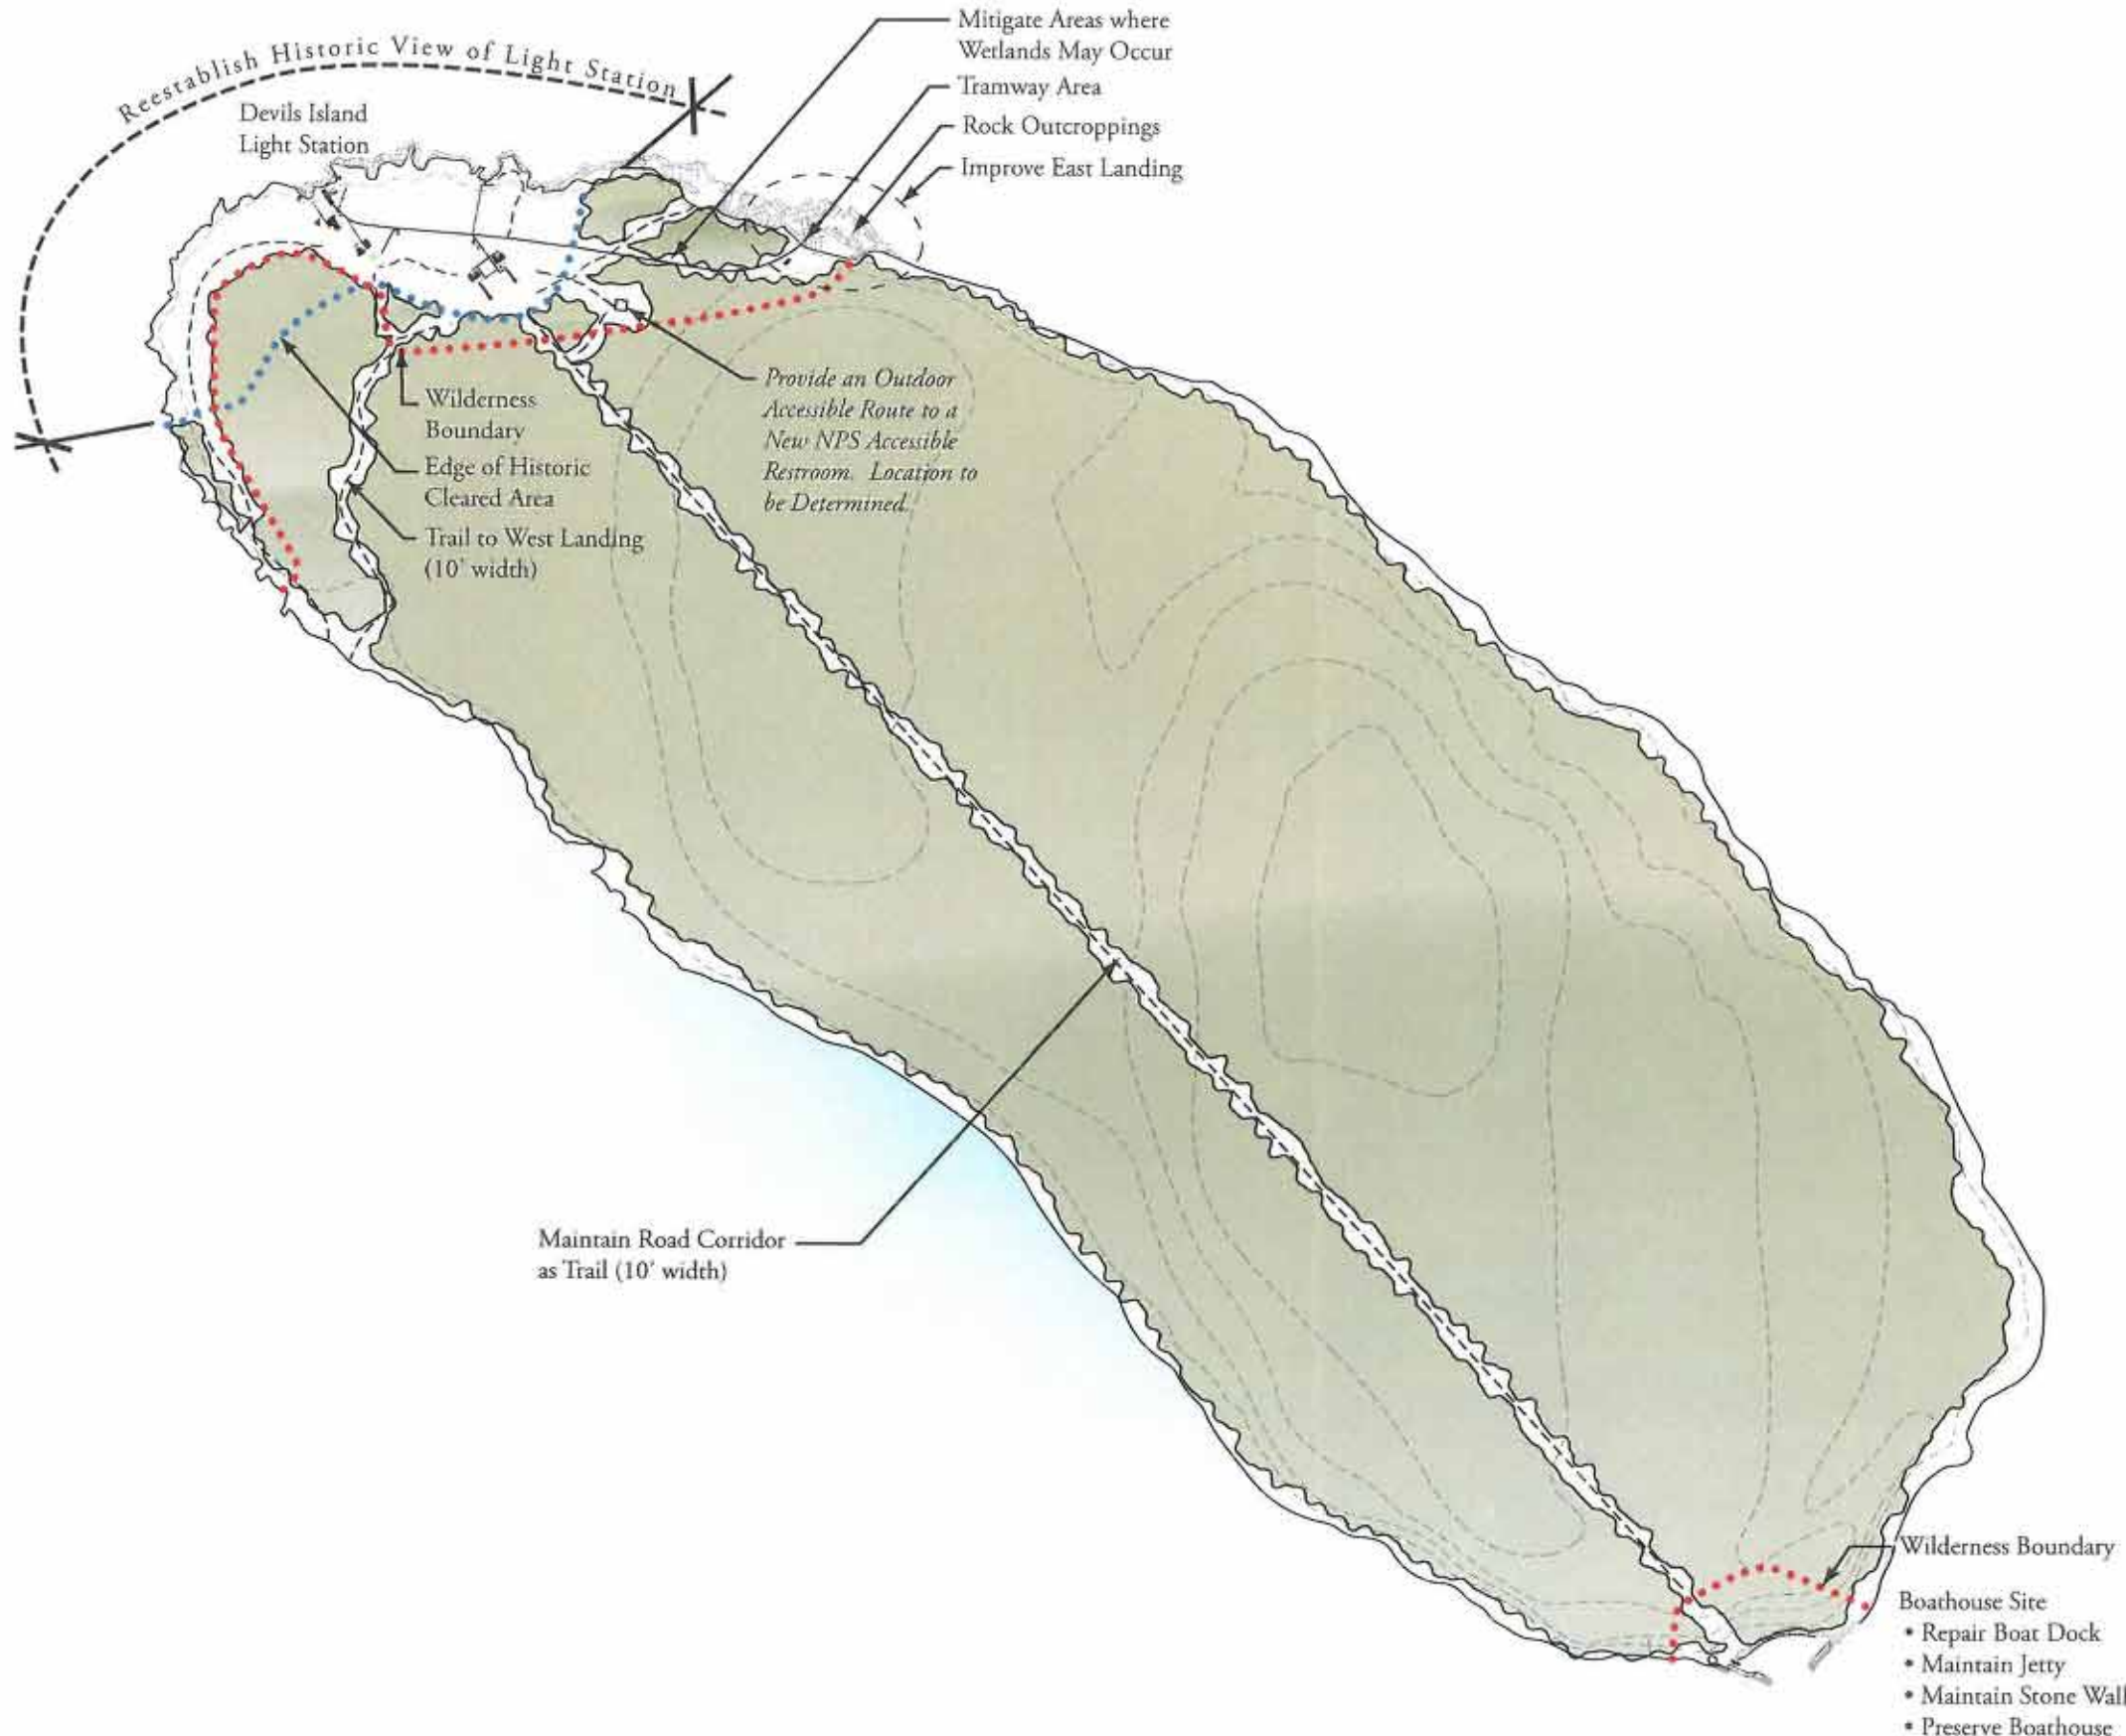 Reestablish Historic View of Light Station
Devils Island
Light Station
Mitigate Areas where
Wetlands May Occur
Tramway Area
Rock Outcroppings
Improve East Landing
Provide an Outdoor
Accessible Route to a
New NPS Accessible
Restroom. Location to
be Determined.
Wilderness
Boundary
Edge of Historic
Cleared Area
Trail to West Landing
(10' width)
Maintain Road Corridor
as Trail (10' width)
Wilderness Boundary
Boathouse Site
• Repair Boat Dock
• Maintain Jetty
• Maintain Stone Wall
• Preserve Boathouse